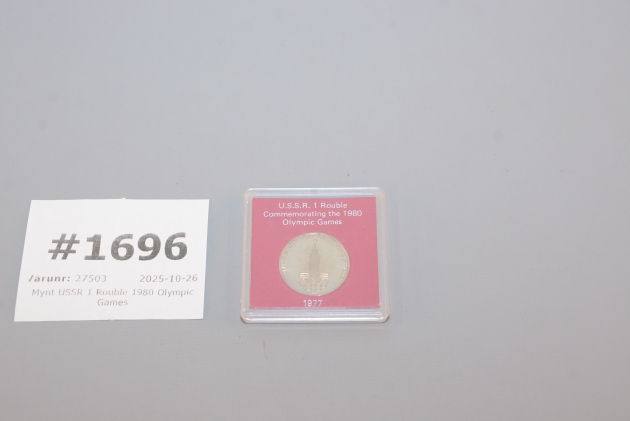 #1696
Varunr: 27503 2025-10-26
Mynt USSR 1 Rouble 1980 Olympic
Games
U.S.S.R. 1 Rouble
Commemorating the 1980
Olympic Games
1977